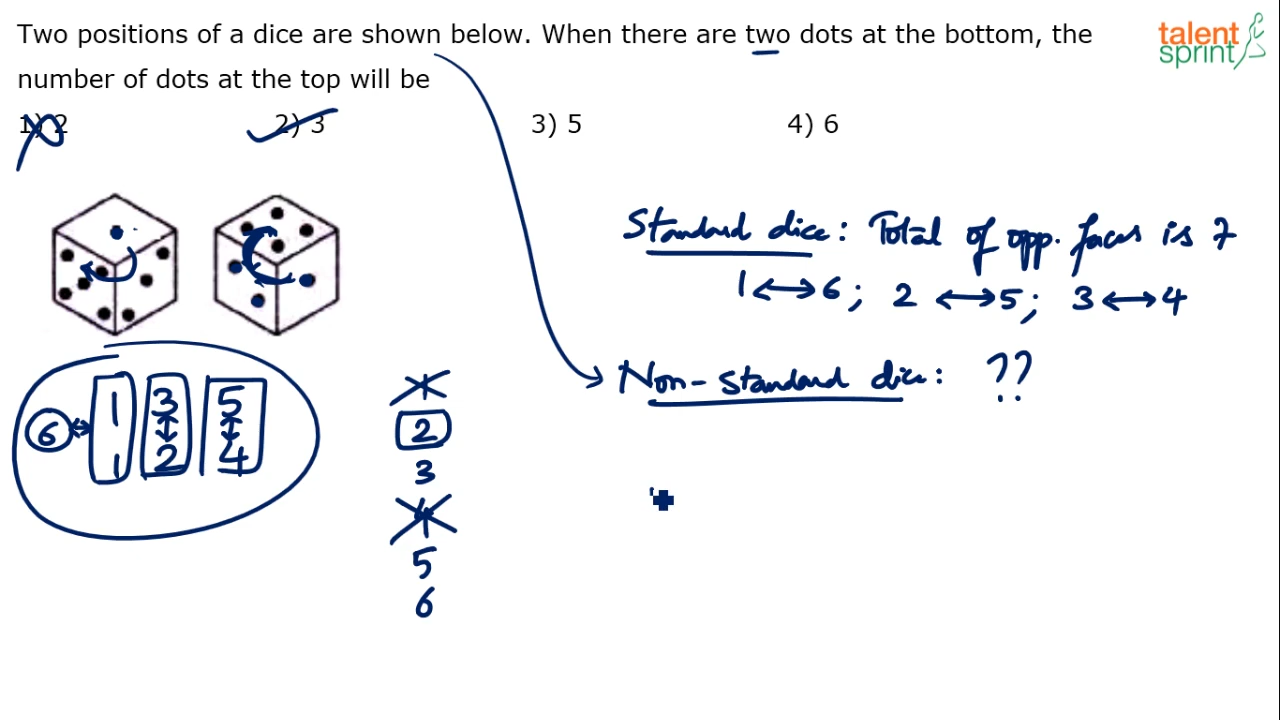 Two positions of a dice are shown below. When there are two dots at the bottom, the
number of dots at the top will be
talent
sprint
1) 2 2) 3 3) 5 4) 6
Standard dice: Total of opp. faces is 7
1↔6; 2↔5; 3↔4
Non-standard dice: ??
6↔ 1 3 5
1 2 4
1
2
3
4
5
6